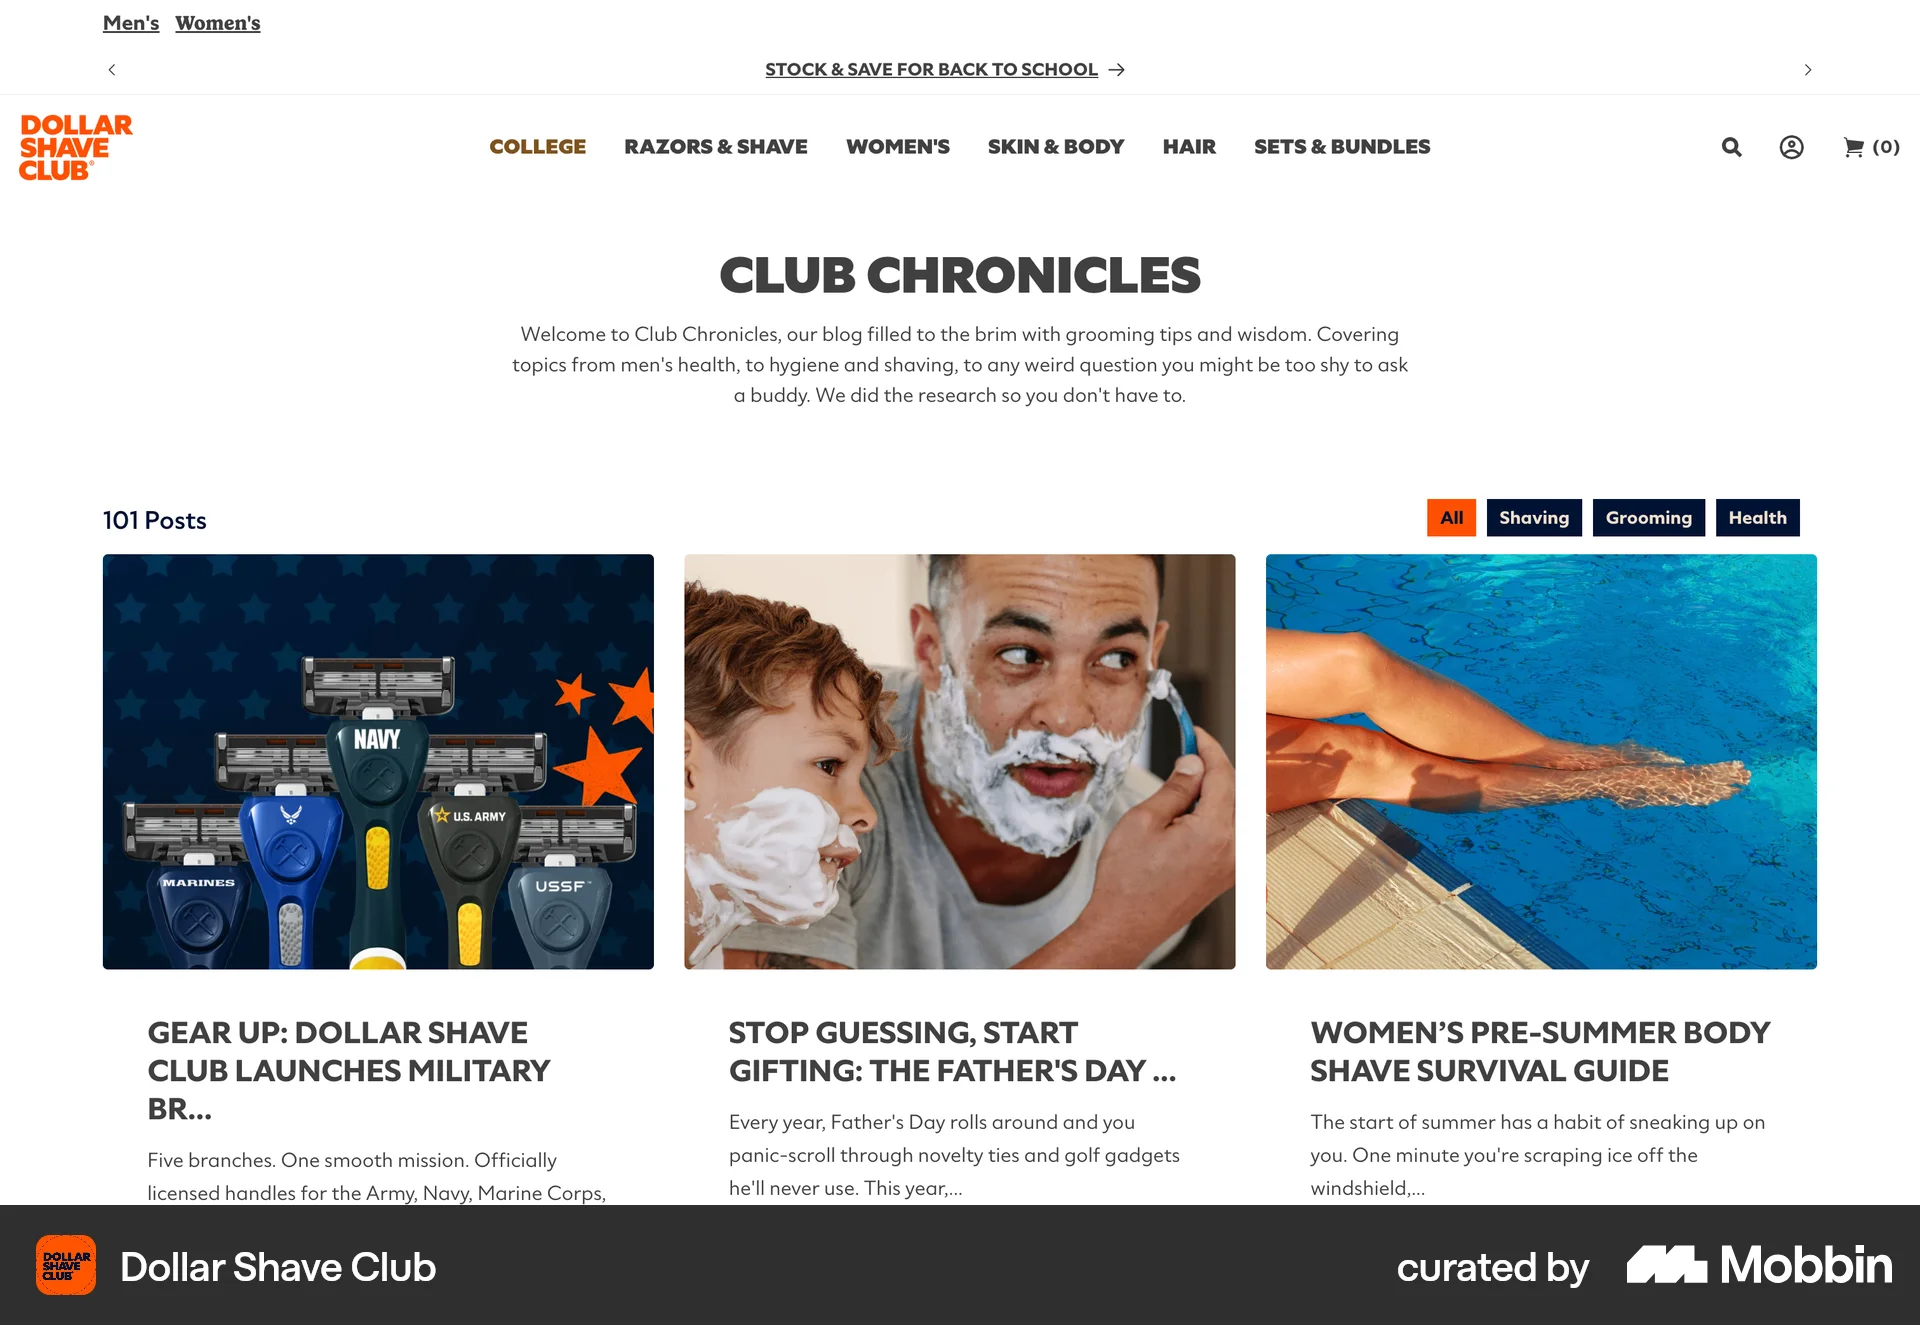 Men's Women's
STOCK & SAVE FOR BACK TO SCHOOL
DOLLAR
SHAVE
CLUB
COLLEGE RAZORS & SHAVE WOMEN'S SKIN & BODY HAIR SETS & BUNDLES
(0)
CLUB CHRONICLES
Welcome to Club Chronicles, our blog filled to the brim with grooming tips and wisdom. Covering
topics from men's health, to hygiene and shaving, to any weird question you might be too shy to ask
a buddy. We did the research so you don't have to.
101 Posts
All Shaving Grooming Health
NAVY
U.S. ARMY
MARINES
USSF™
GEAR UP: DOLLAR SHAVE
CLUB LAUNCHES MILITARY
BR...
Five branches. One smooth mission. Officially
licensed handles for the Army, Navy, Marine Corps,
STOP GUESSING, START
GIFTING: THE FATHER'S DAY ...
Every year, Father's Day rolls around and you
panic-scroll through novelty ties and golf gadgets
he'll never use. This year,...
WOMEN’S PRE-SUMMER BODY
SHAVE SURVIVAL GUIDE
The start of summer has a habit of sneaking up on
you. One minute you're scraping ice off the
windshield,...
DOLLAR
SHAVE
CLUB
Dollar Shave Club
curated by
Mobbin